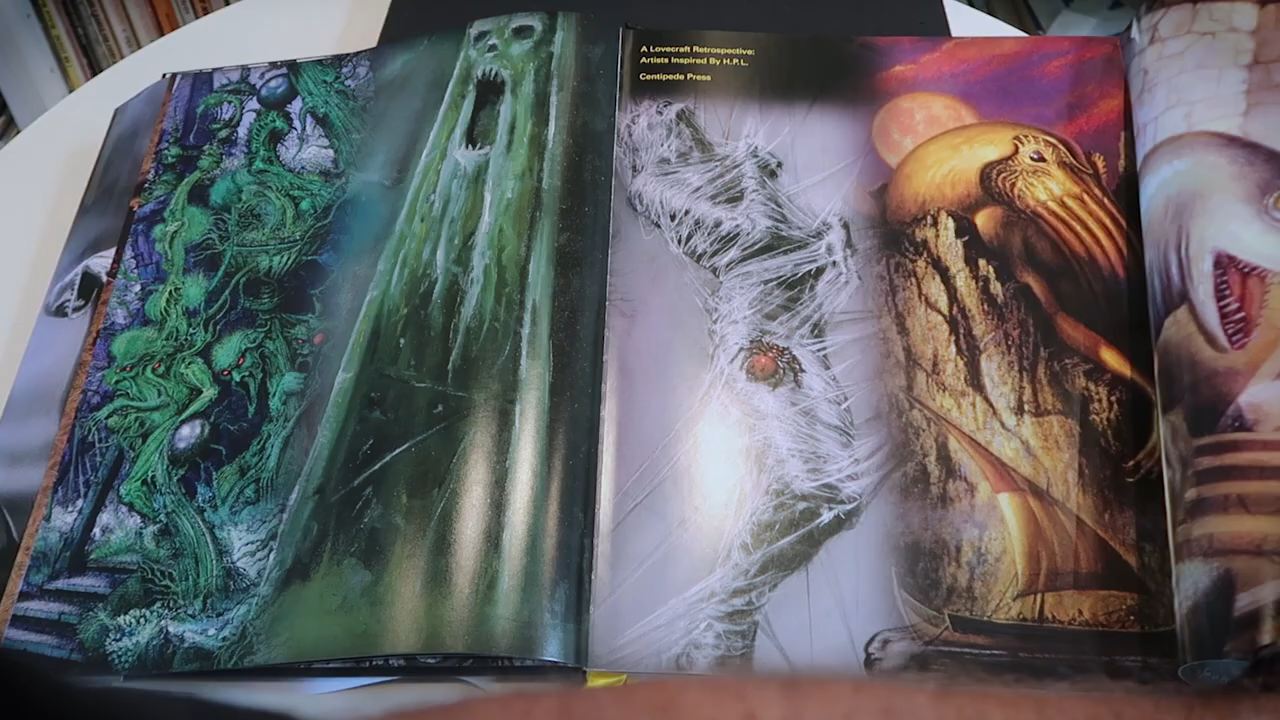 A Lovecraft Retrospective:
Artists Inspired By H.P.L.
Centipede Press